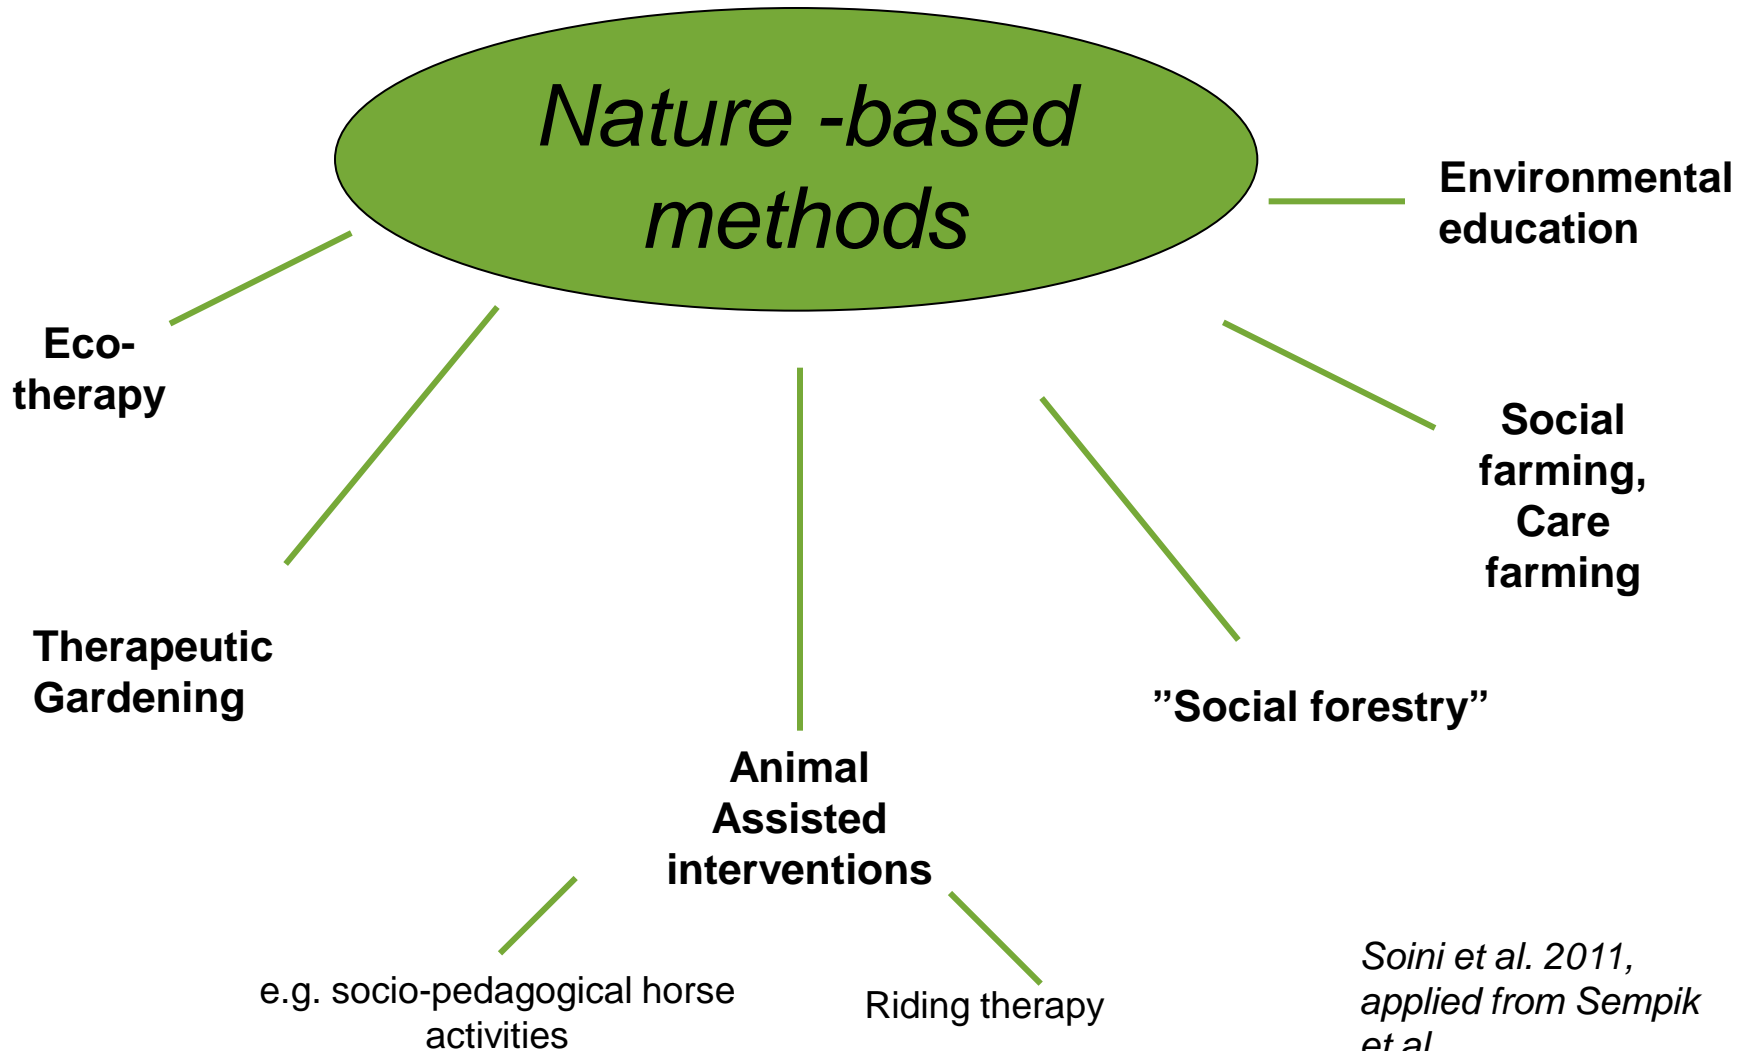 Nature -based
methods
Environmental
education
Eco-
therapy
Social
farming,
Care
farming
Therapeutic
Gardening
”Social forestry”
Animal
Assisted
interventions
e.g. socio-pedagogical horse
activities
Riding therapy
Soini et al. 2011,
applied from Sempik
et al